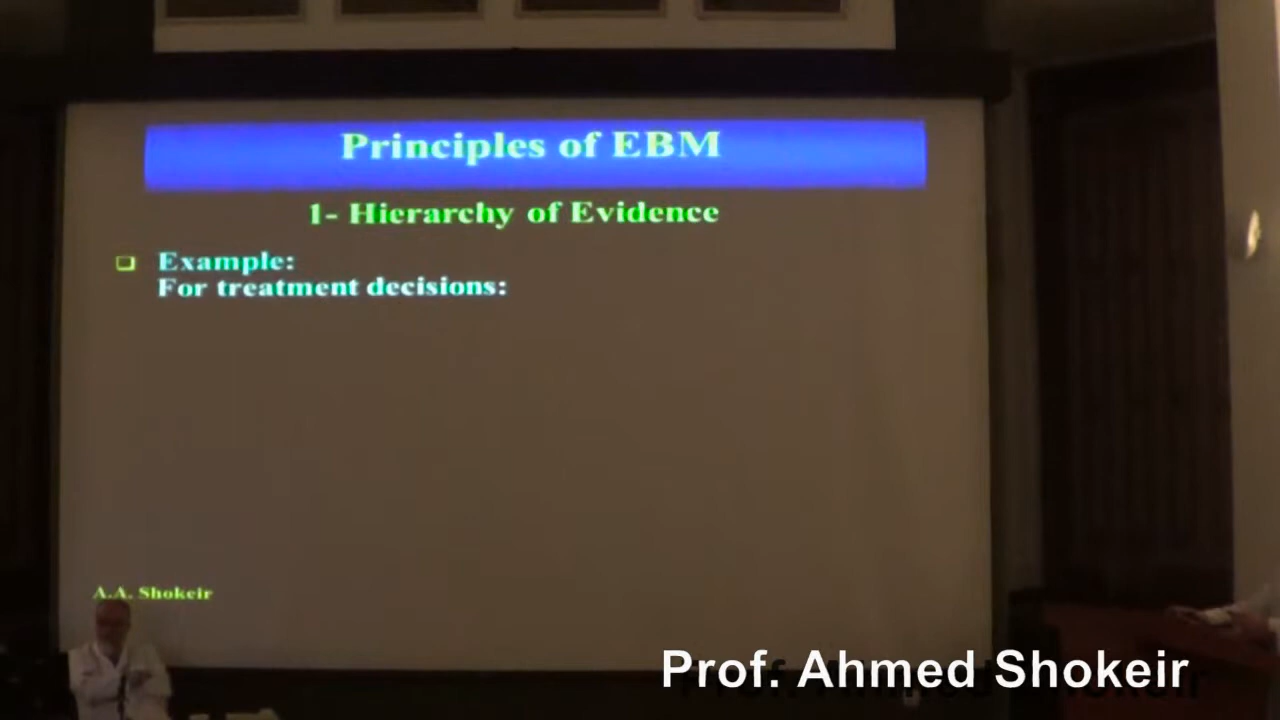 Principles of EBM
1- Hierarchy of Evidence
Example:
For treatment decisions:
A.A. Shokeir
Prof. Ahmed Shokeir